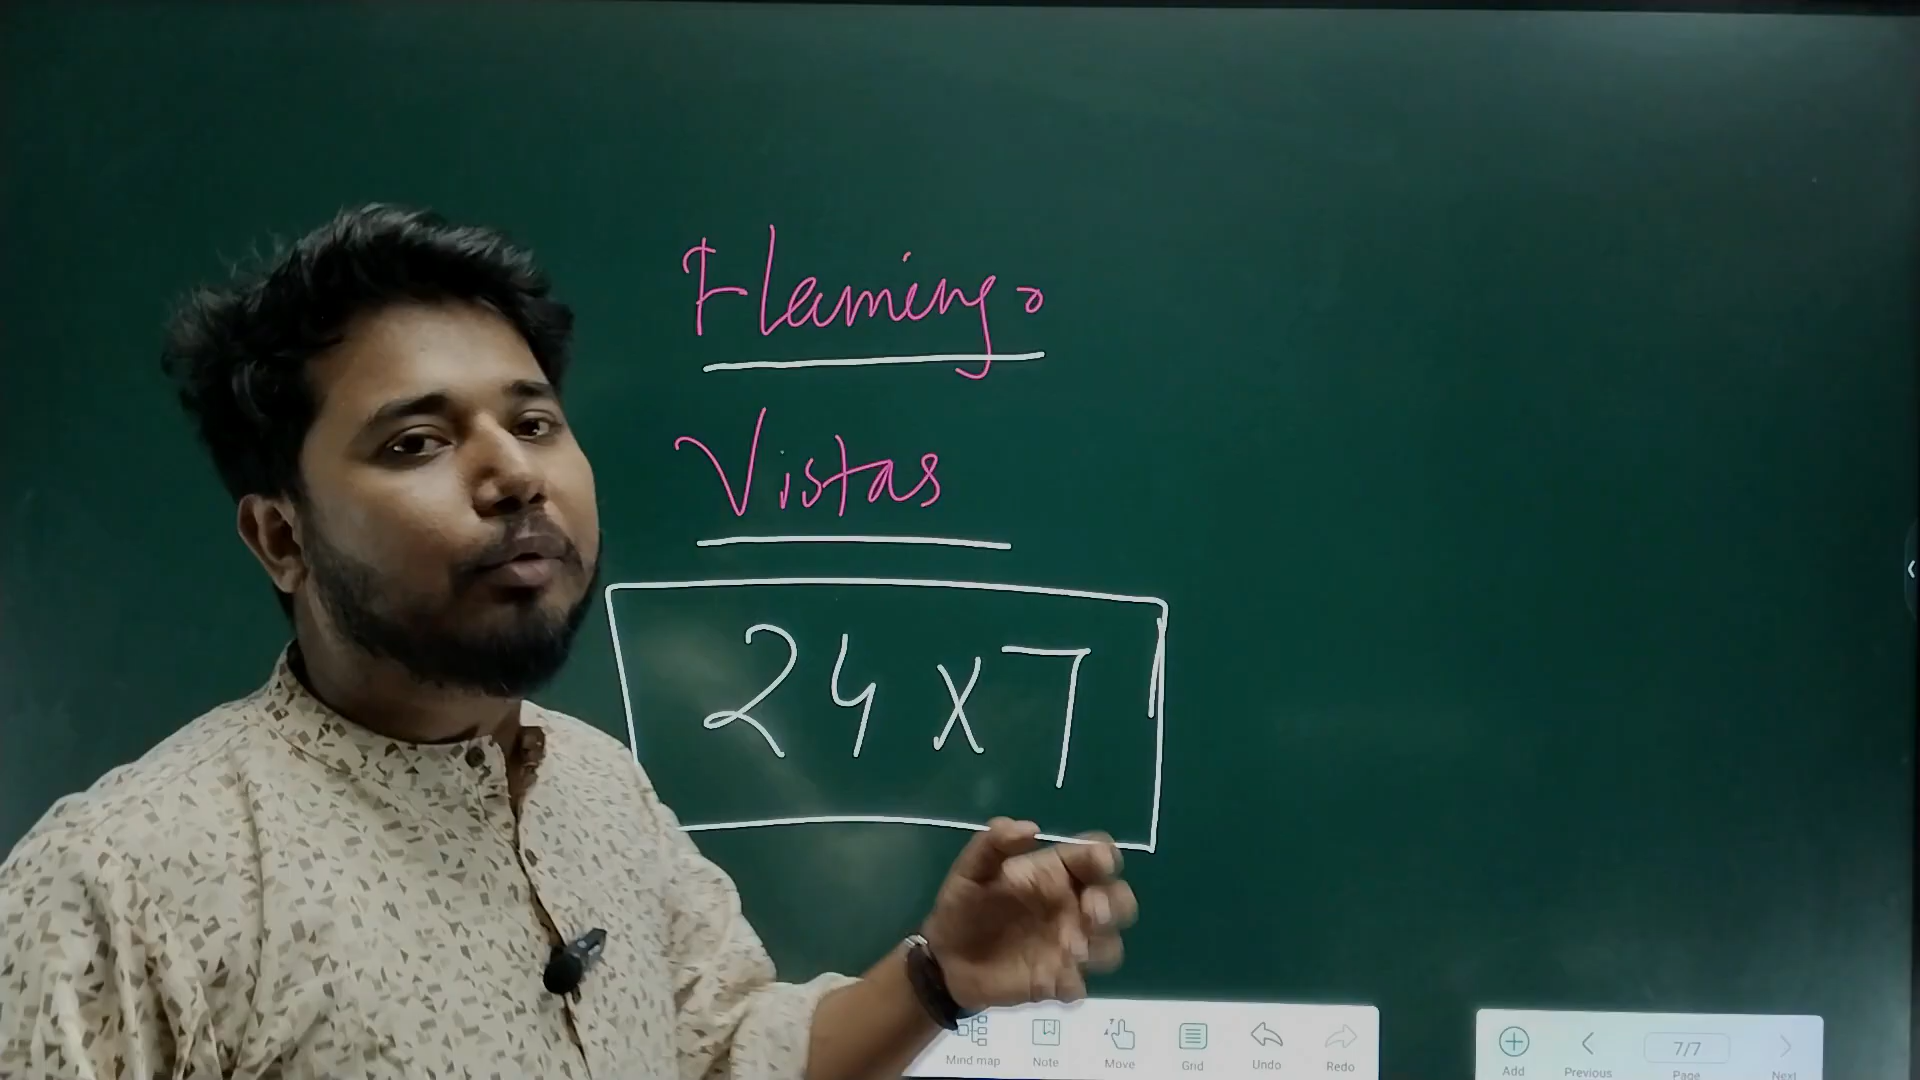 Flamingo
Vistas
24 x 7
Mind map Note Move Grid Undo Redo
Add Previous 7/7 Page Next